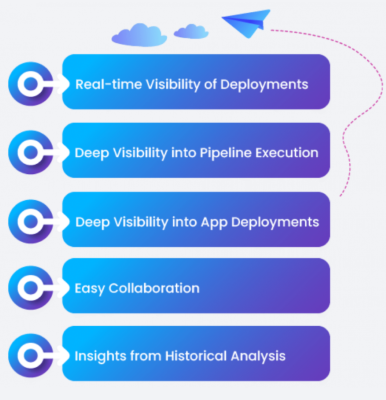 Real-time Visibility of Deployments
Deep Visibility into Pipeline Execution
Deep Visibility into App Deployments
Easy Collaboration
Insights from Historical Analysis